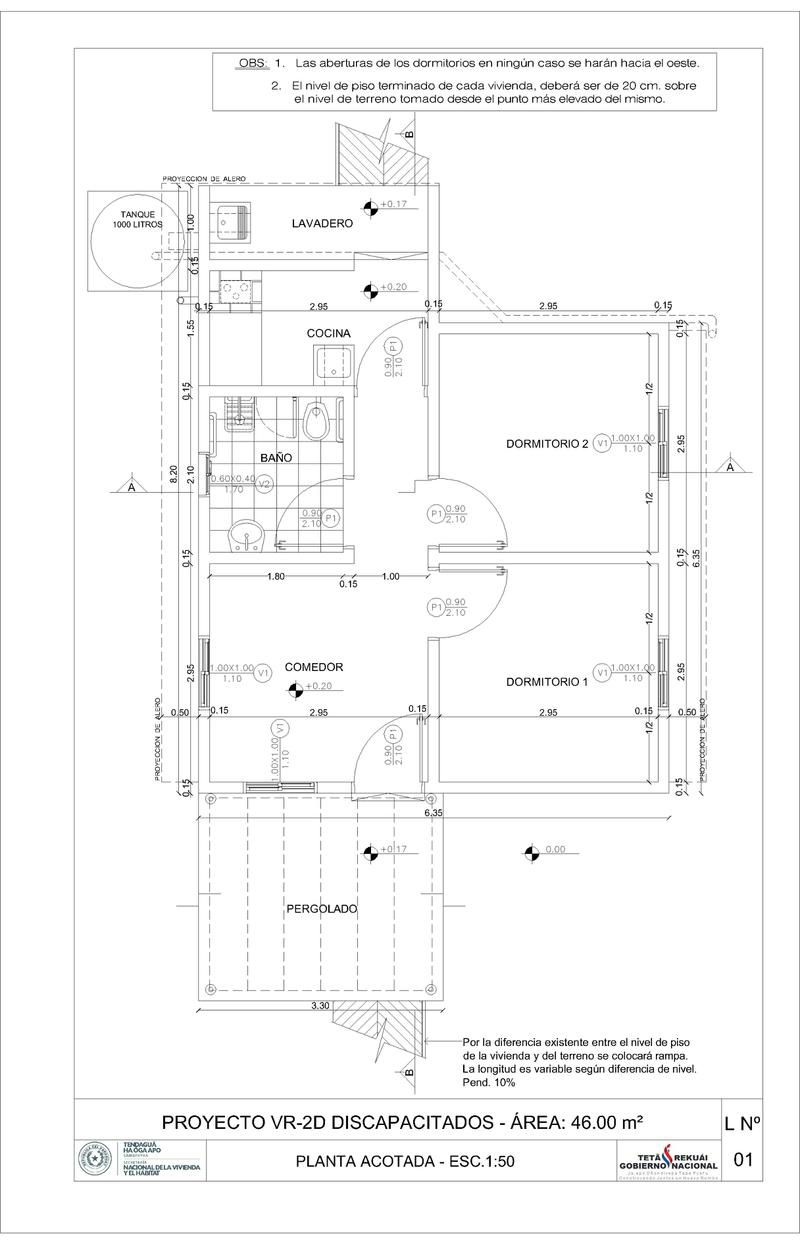 OBS: 1. Las aberturas de los dormitorios en ningún caso se harán hacia el oeste.
2. El nivel de piso terminado de cada vivienda, deberá ser de 20 cm. sobre
el nivel de terreno tomado desde el punto más elevado del mismo.
B
PROYECCION DE ALERO
TANQUE
1000 LITROS
1.00
LAVADERO
+0.17
0.15
+0.20
0.15
2.95
0.15
2.95
0.15
1.55
COCINA
P1
0.90
2.10
0.15
0.15
1/2
BAÑO
DORMITORIO 2
V1
1.00X1.00
1.10
2.95
A
8.20
2.10
0.60X0.40
1.70
V2
A
0.90
2.10
P1
P1
0.90
2.10
1/2
0.15
0.15
6.35
1.80
0.15
1.00
P1
0.90
2.10
1/2
2.95
1.00X1.00
1.10
V1
COMEDOR
+0.20
DORMITORIO 1
V1
1.00X1.00
1.10
2.95
0.50
0.15
2.95
0.15
2.95
0.15
0.50
PROYECCION DE ALERO
V1
1.00X1.00
1.10
P1
0.90
2.10
1/2
PROYECCION DE ALERO
0.15
0.15
6.35
+0.17
0.00
PERGOLADO
3.30
Por la diferencia existente entre el nivel de piso
de la vivienda y del terreno se colocará rampa.
La longitud es variable según diferencia de nivel.
Pend. 10%
B
PROYECTO VR-2D DISCAPACITADOS - ÁREA: 46.00 m²
L Nº
TENDAGUÁ
HA ÓGA APO
NACIONAL DE LA VIVIENDA
Y EL HÁBITAT
PLANTA ACOTADA - ESC.1:50
TETÃ REKUÁI
GOBIERNO NACIONAL
01